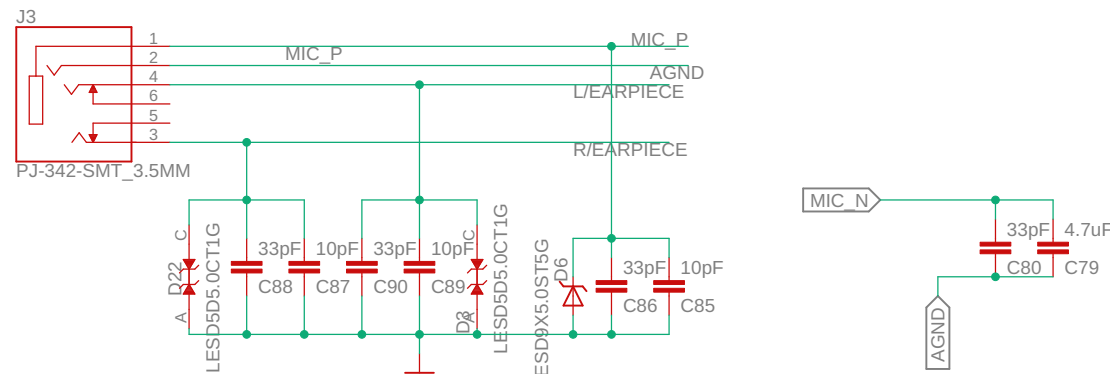 J3
1
MIC_P
MIC_P
2
AGND
4
L/EARPIECE
6
5
3
R/EARPIECE
PJ-342-SMT_3.5MM
MIC_N
C
D22
A
LESD5D5.0CT1G
33pF
C88
10pF
C87
33pF
C90
10pF
C89
C
D3
A
LESD5D5.0CT1G
D6
ESD9X5.0ST5G
33pF
C86
10pF
C85
33pF
C80
4.7uF
C79
AGND